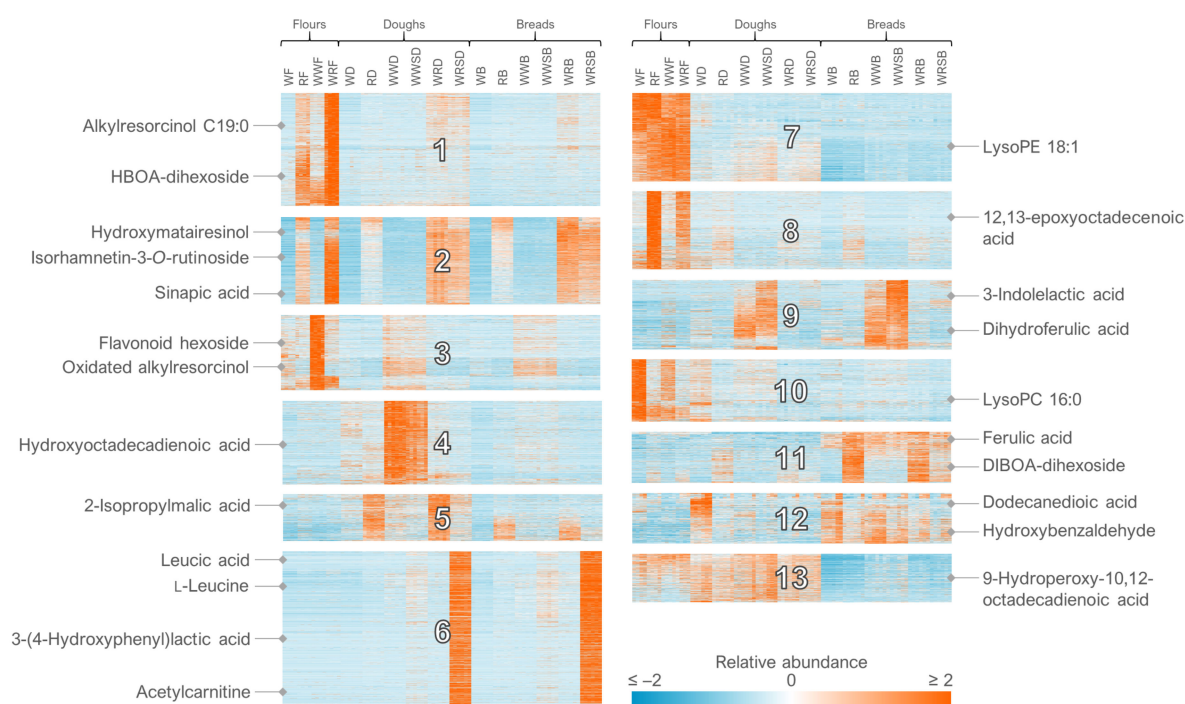 Flours Doughs Breads
WF RF WWF WRF WD RD WWD WWSD WRD WRSD WB RB WWB WWSB WRB WRSB
Alkylresorcinol C19:0
HBOA-dihexoside
1
Hydroxymatairesinol
Isorhamnetin-3-O-rutinoside
Sinapic acid
2
Flavonoid hexoside
Oxidated alkylresorcinol
3
Hydroxyoctadecadienoic acid
4
2-Isopropylmalic acid
5
Leucic acid
L-Leucine
3-(4-Hydroxyphenyl)lactic acid
Acetylcarnitine
6
Flours Doughs Breads
WF RF WWF WRF WD RD WWD WWSD WRD WRSD WB RB WWB WWSB WRB WRSB
7
LysoPE 18:1
8
12,13-epoxyoctadecenoic
acid
9
3-Indolelactic acid
Dihydroferulic acid
10
LysoPC 16:0
11
Ferulic acid
DIBOA-dihexoside
12
Dodecanedioic acid
Hydroxybenzaldehyde
13
9-Hydroperoxy-10,12-
octadecadienoic acid
Relative abundance
≤ −2 0 ≥ 2